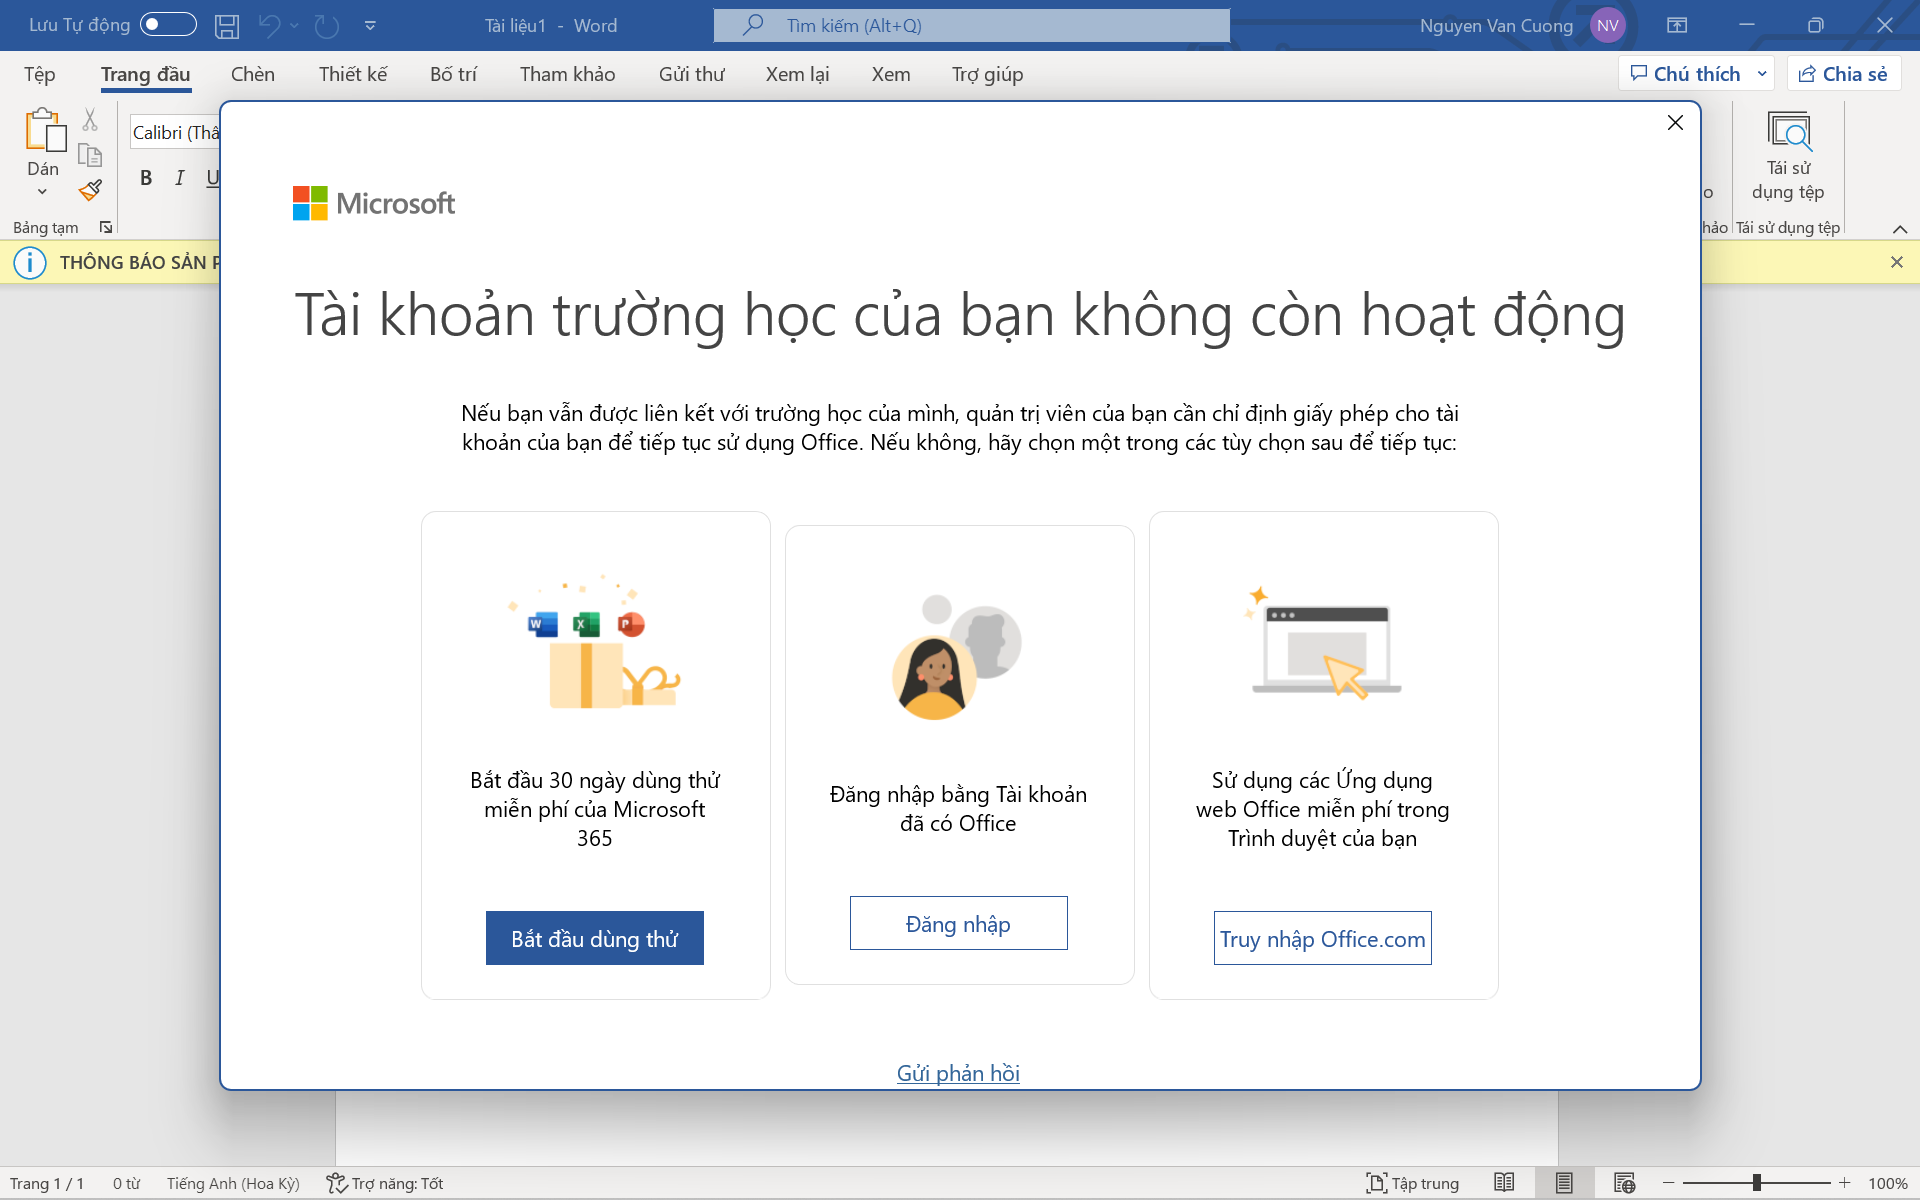 Lưu Tự động
Tài liệu1 - Word
Tìm kiếm (Alt+Q)
Nguyen Van Cuong
NV
Tệp Trang đầu Chèn Thiết kế Bố trí Tham khảo Gửi thư Xem lại Xem Trợ giúp
Chú thích
Chia sẻ
Calibri (Thâ
Dán
B I U
Bảng tạm
Tái sử
dụng tệp
Tái sử dụng tệp
THÔNG BÁO SẢN P
Microsoft
Tài khoản trường học của bạn không còn hoạt động
Nếu bạn vẫn được liên kết với trường học của mình, quản trị viên của bạn cần chỉ định giấy phép cho tài
khoản của bạn để tiếp tục sử dụng Office. Nếu không, hãy chọn một trong các tùy chọn sau để tiếp tục:
W X P
Bắt đầu 30 ngày dùng thử
miễn phí của Microsoft
365
Bắt đầu dùng thử
Đăng nhập bằng Tài khoản
đã có Office
Đăng nhập
Sử dụng các Ứng dụng
web Office miễn phí trong
Trình duyệt của bạn
Truy nhập Office.com
Gửi phản hồi
Trang 1 / 1 0 từ Tiếng Anh (Hoa Kỳ) Trợ năng: Tốt
Tập trung
100%